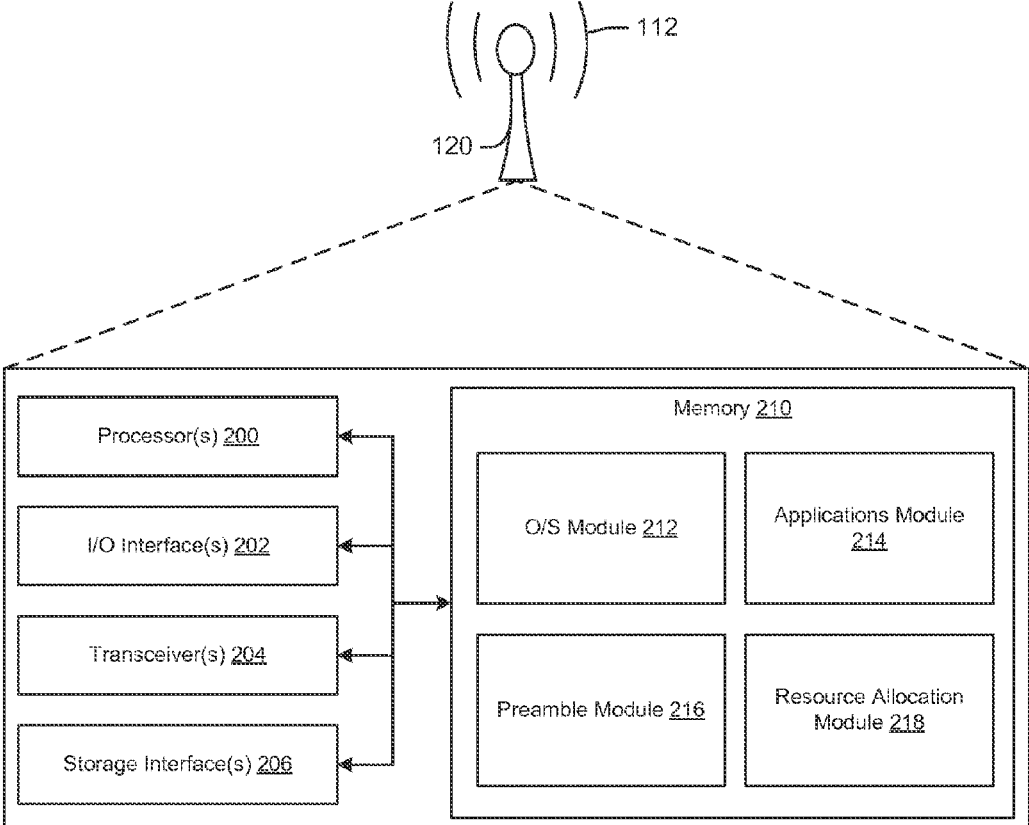 112
120
Processor(s) 200
I/O Interface(s) 202
Transceiver(s) 204
Storage Interface(s) 206
Memory 210
O/S Module 212
Applications Module
214
Preamble Module 216
Resource Allocation
Module 218